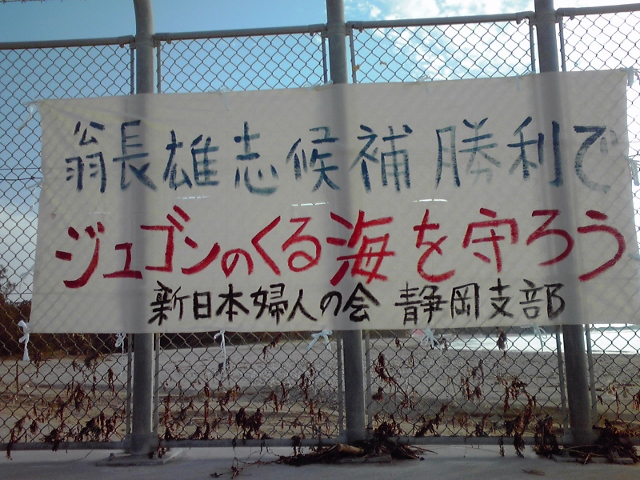 翁長雄志候補 勝利で
ジュゴンのくる海を守ろう
新日本婦人の会 静岡支部